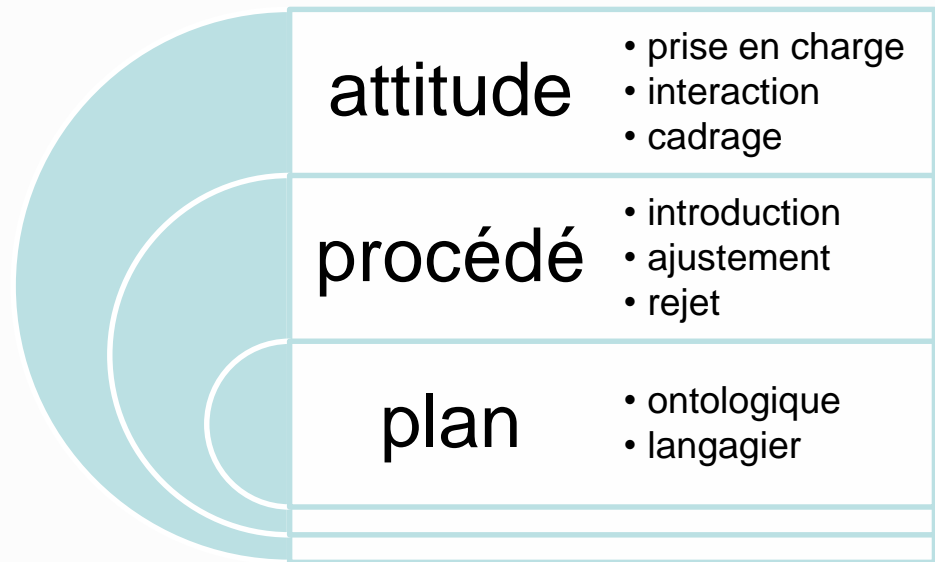 attitude
• prise en charge
• interaction
• cadrage
procédé
• introduction
• ajustement
• rejet
plan
• ontologique
• langagier